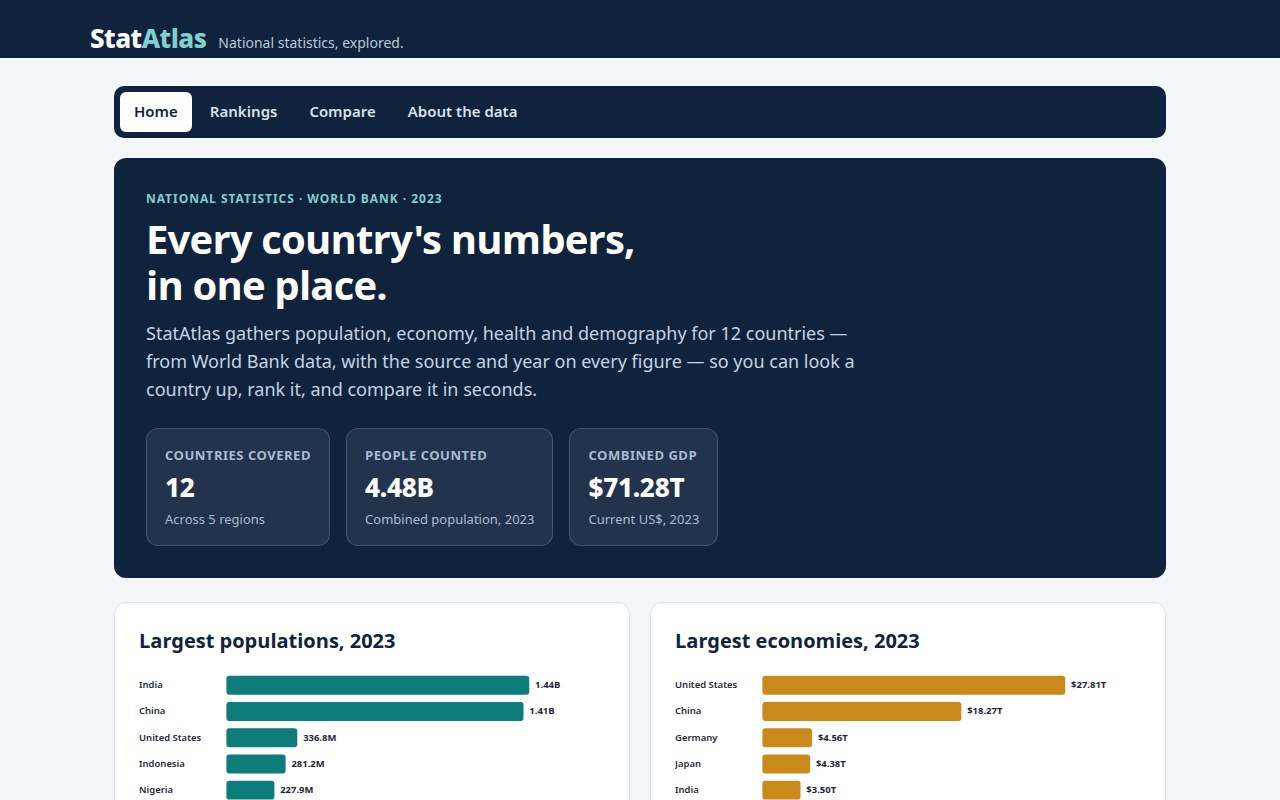 StatAtlas National statistics, explored.
Home Rankings Compare About the data
NATIONAL STATISTICS · WORLD BANK · 2023
Every country's numbers,
in one place.
StatAtlas gathers population, economy, health and demography for 12 countries —
from World Bank data, with the source and year on every figure — so you can look a
country up, rank it, and compare it in seconds.
COUNTRIES COVERED
12
Across 5 regions
PEOPLE COUNTED
4.48B
Combined population, 2023
COMBINED GDP
$71.28T
Current US$, 2023
Largest populations, 2023
India 1.44B
China 1.41B
United States 336.8M
Indonesia 281.2M
Nigeria 227.9M
Largest economies, 2023
United States $27.81T
China $18.27T
Germany $4.56T
Japan $4.38T
India $3.50T